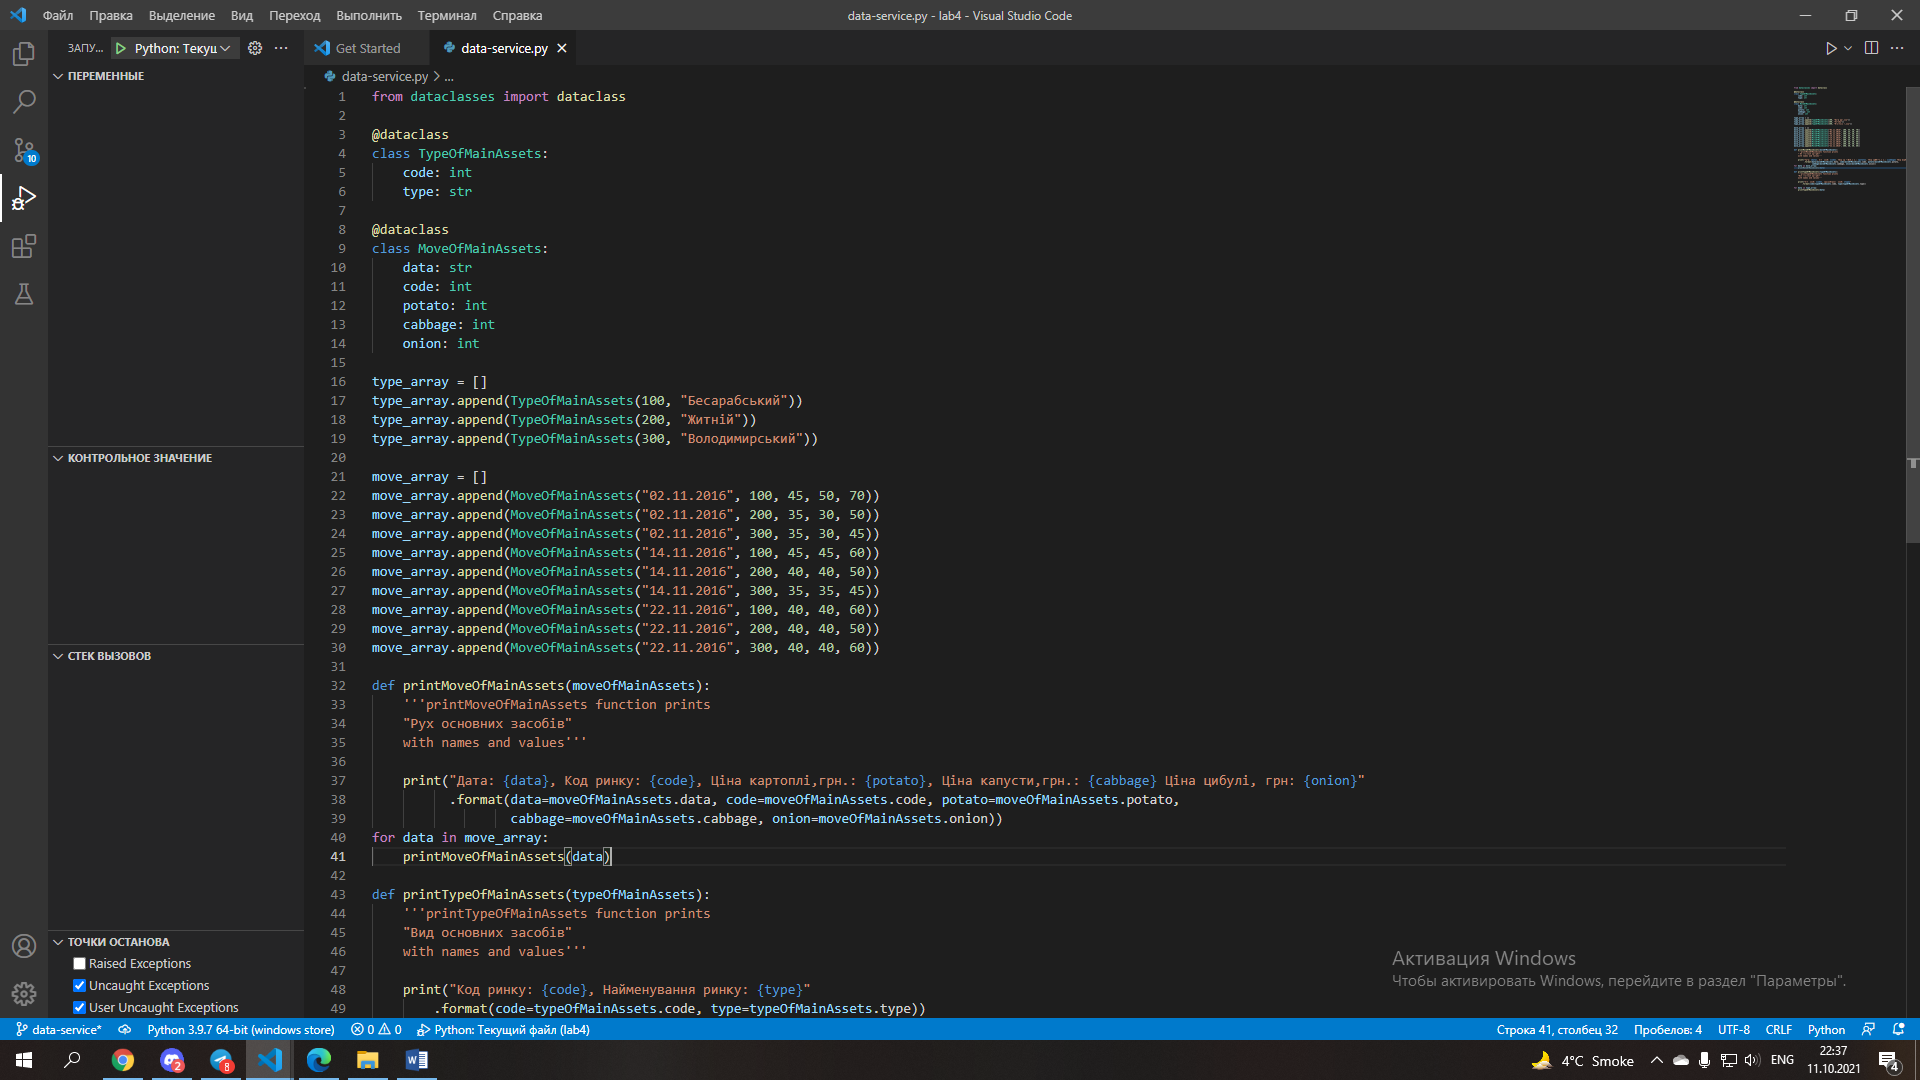 Файл Правка Выделение Вид Переход Выполнить Терминал Справка
data-service.py - lab4 - Visual Studio Code
ЗАПУ... Python: Текущ
Get Started data-service.py
data-service.py > ...
ПЕРЕМЕННЫЕ
КОНТРОЛЬНОЕ ЗНАЧЕНИЕ
СТЕК ВЫЗОВОВ
ТОЧКИ ОСТАНОВА
Raised Exceptions
Uncaught Exceptions
User Uncaught Exceptions
10
1 from dataclasses import dataclass
2
3 @dataclass
4 class TypeOfMainAssets:
5     code: int
6     type: str
7
8 @dataclass
9 class MoveOfMainAssets:
10     data: str
11     code: int
12     potato: int
13     cabbage: int
14     onion: int
15
16 type_array = []
17 type_array.append(TypeOfMainAssets(100, "Бесарабський"))
18 type_array.append(TypeOfMainAssets(200, "Житній"))
19 type_array.append(TypeOfMainAssets(300, "Володимирський"))
20
21 move_array = []
22 move_array.append(MoveOfMainAssets("02.11.2016", 100, 45, 50, 70))
23 move_array.append(MoveOfMainAssets("02.11.2016", 200, 35, 30, 50))
24 move_array.append(MoveOfMainAssets("02.11.2016", 300, 35, 30, 45))
25 move_array.append(MoveOfMainAssets("14.11.2016", 100, 45, 45, 60))
26 move_array.append(MoveOfMainAssets("14.11.2016", 200, 40, 40, 50))
27 move_array.append(MoveOfMainAssets("14.11.2016", 300, 35, 35, 45))
28 move_array.append(MoveOfMainAssets("22.11.2016", 100, 40, 40, 60))
29 move_array.append(MoveOfMainAssets("22.11.2016", 200, 40, 40, 50))
30 move_array.append(MoveOfMainAssets("22.11.2016", 300, 40, 40, 60))
31
32 def printMoveOfMainAssets(moveOfMainAssets):
33     '''printMoveOfMainAssets function prints
34     "Рух основних засобів"
35     with names and values'''
36
37     print("Дата: {data}, Код ринку: {code}, Ціна картоплі,грн.: {potato}, Ціна капусти,грн.: {cabbage} Ціна цибулі, грн: {onion}"
38           .format(data=moveOfMainAssets.data, code=moveOfMainAssets.code, potato=moveOfMainAssets.potato,
39                   cabbage=moveOfMainAssets.cabbage, onion=moveOfMainAssets.onion))
40 for data in move_array:
41     printMoveOfMainAssets(data)
42
43 def printTypeOfMainAssets(typeOfMainAssets):
44     '''printTypeOfMainAssets function prints
45     "Вид основних засобів"
46     with names and values'''
47
48     print("Код ринку: {code}, Найменування ринку: {type}"
49         .format(code=typeOfMainAssets.code, type=typeOfMainAssets.type))
Активация Windows
Чтобы активировать Windows, перейдите в раздел "Параметры".
data-service* Python 3.9.7 64-bit (windows store) 0 0 Python: Текущий файл (lab4) Строка 41, столбец 32 Пробелов: 4 UTF-8 CRLF Python
2 8 4°C Smoke ENG 22:37
11.10.2021 4